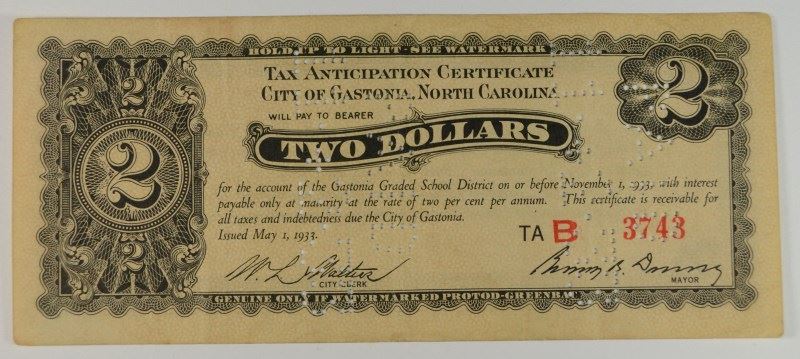 HOLD UP TO LIGHT-SEE WATERMARK
TAX ANTICIPATION CERTIFICATE
CITY OF GASTONIA, NORTH CAROLINA
WILL PAY TO BEARER
TWO DOLLARS
2
2
2
2
for the account of the Gastonia Graded School District on or before November 1, 1933, with interest
payable only at maturity at the rate of two per cent per annum. This certificate is receivable for
all taxes and indebtedness due the City of Gastonia.
Issued May 1, 1933.
TA B 3743
CITY CLERK
MAYOR
GENUINE ONLY IF WATERMARKED PROTOD-GREENBAC